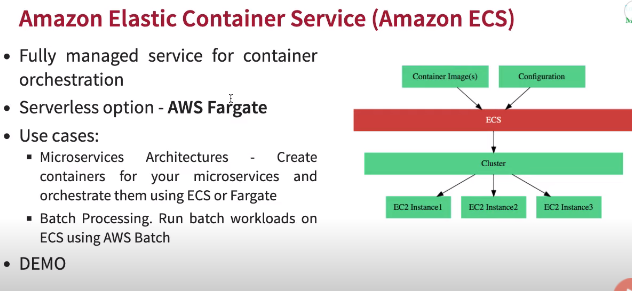 Amazon Elastic Container Service (Amazon ECS)
• Fully managed service for container
orchestration
• Serverless option - AWS Fargate
• Use cases:
▪ Microservices Architectures - Create
containers for your microservices and
orchestrate them using ECS or Fargate
▪ Batch Processing. Run batch workloads on
ECS using AWS Batch
• DEMO
Container Image(s)
Configuration
ECS
Cluster
EC2 Instance1
EC2 Instance2
EC2 Instance3